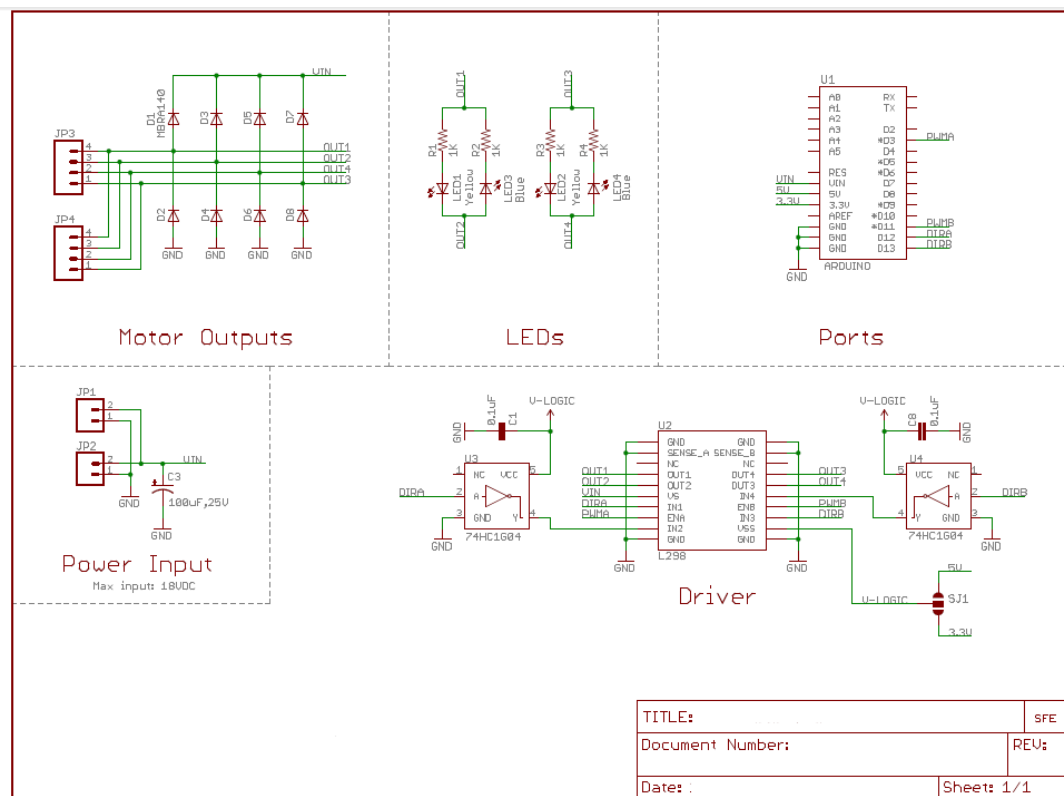 VIN
D1
MBRA140
D3
D5
D7
JP3
4
3
2
1
OUT1
OUT2
OUT4
OUT3
JP4
4
3
2
1
D2
D4
D6
D8
GND
GND
GND
GND
Motor Outputs
OUT1
OUT3
R1
1K
R2
1K
R3
1K
R4
1K
LED1
Yellow
LED3
Blue
LED2
Yellow
LED4
Blue
OUT2
OUT4
LEDs
U1
A0
A1
A2
A3
A4
A5
RES
VIN
5V
3.3V
AREF
GND
GND
GND
RX
TX
D2
*D3
D4
*D5
*D6
D7
D8
*D9
*D10
*D11
D12
D13
PWMA
VIN
5V
3.3V
PWMB
DIRA
DIRB
GND
ARDUINO
Ports
JP1
2
1
JP2
2
1
VIN
GND
C3
100uF,25V
GND
Power Input
Max input: 18VDC
V-LOGIC
GND
0.1uF
C1
U3
1 NC VCC 5
DIRA 2 A
3 GND Y 4
GND
74HC1G04
U2
GND GND
SENSE_A SENSE_B
NC NC
OUT1 OUT1 OUT4 OUT3
OUT2 OUT2 OUT3 OUT4
VIN VS IN4
DIRA IN1 ENB PWMB
PWMA ENA IN3 DIRB
IN2 VSS
GND GND
GND GND
L298
Driver
V-LOGIC
C8
0.1uF
GND
U4
5 VCC NC 1
A 2 DIRB
4 Y GND 3
74HC1G04
GND
5V
V-LOGIC
SJ1
3.3V
TITLE:
SFE
Document Number:
REV:
Date:
Sheet: 1/1